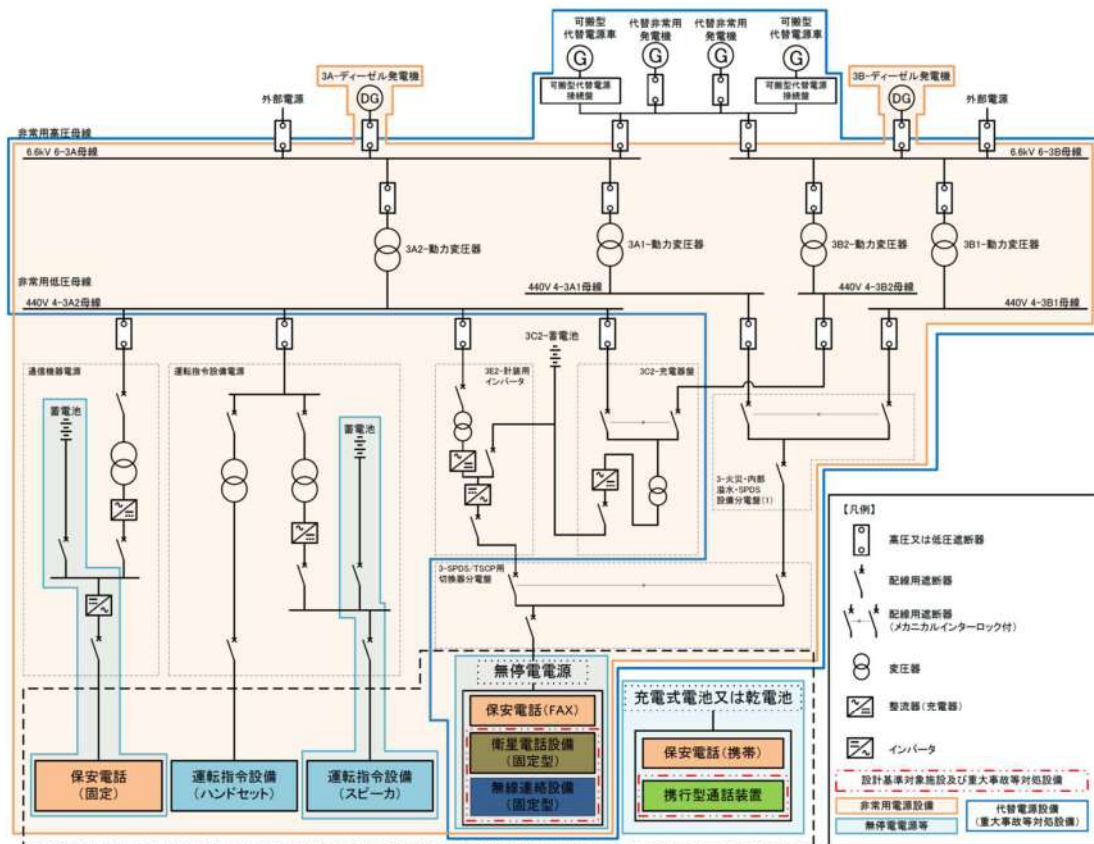 可搬型
代替電源車
代替非常用
発電機
代替非常用
発電機
可搬型
代替電源車
G
G
G
G
3A-ディーゼル発電機
DG
外部電源
可搬型代替電源
接続盤
可搬型代替電源
接続盤
3B-ディーゼル発電機
DG
外部電源
非常用高圧母線
6.6kV 6-3A母線
6.6kV 6-3B母線
3A2-動力変圧器
3A1-動力変圧器
3B2-動力変圧器
3B1-動力変圧器
非常用低圧母線
440V 4-3A2母線
440V 4-3A1母線
440V 4-3B2母線
440V 4-3B1母線
通信機器電源
蓄電池
運転指令設備電源
蓄電池
3E2-計装用
インバータ
3C2-蓄電池
3C2-充電器盤
3-火災・内部
溢水・SPDS
設備分電盤(1)
3-SPDS/TSCP用
切換器分電盤
無停電電源
保安電話(FAX)
衛星電話設備
(固定型)
無線連絡設備
(固定型)
充電式電池又は乾電池
保安電話(携帯)
携行型通話装置
保安電話
(固定)
運転指令設備
(ハンドセット)
運転指令設備
(スピーカ)
【凡例】
高圧又は低圧遮断器
配線用遮断器
配線用遮断器
(メカニカルインターロック付)
変圧器
整流器(充電器)
インバータ
設計基準対象施設及び重大事故等対処設備
非常用電源設備
無停電電源等
代替電源設備
(重大事故等対処設備)